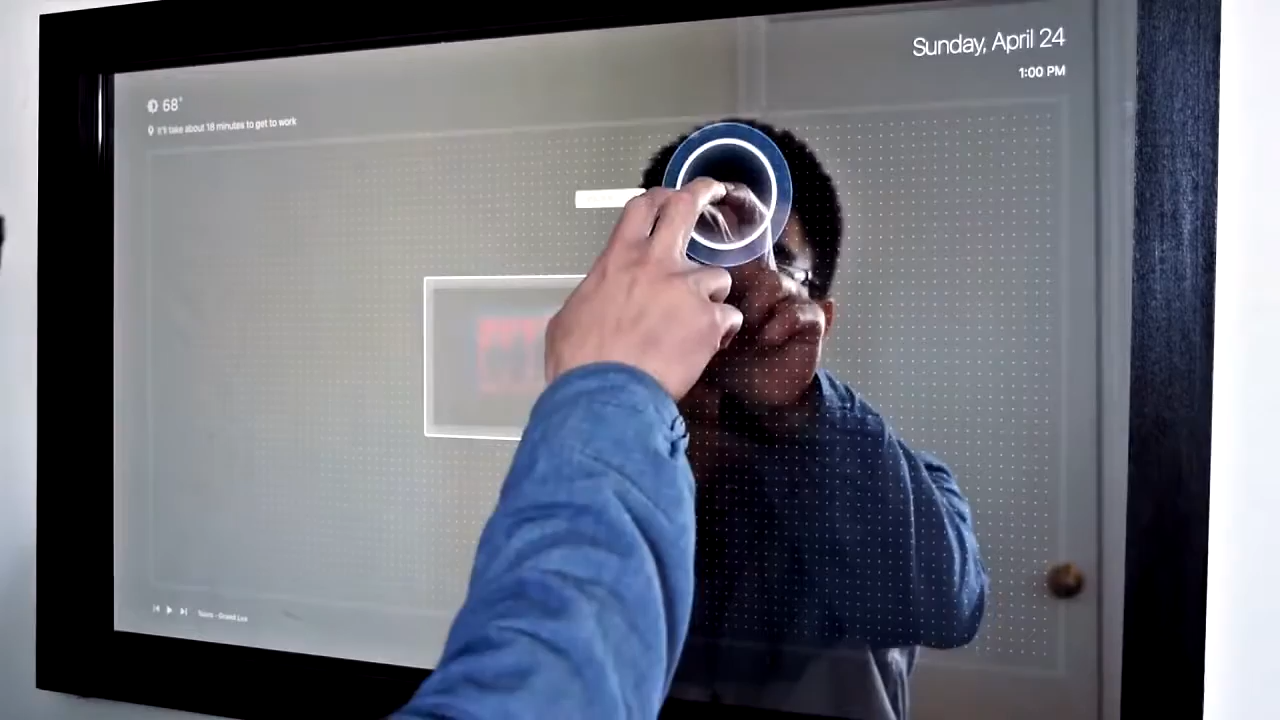 68°
It'll take about 18 minutes to get to work
Sunday, April 24
1:00 PM